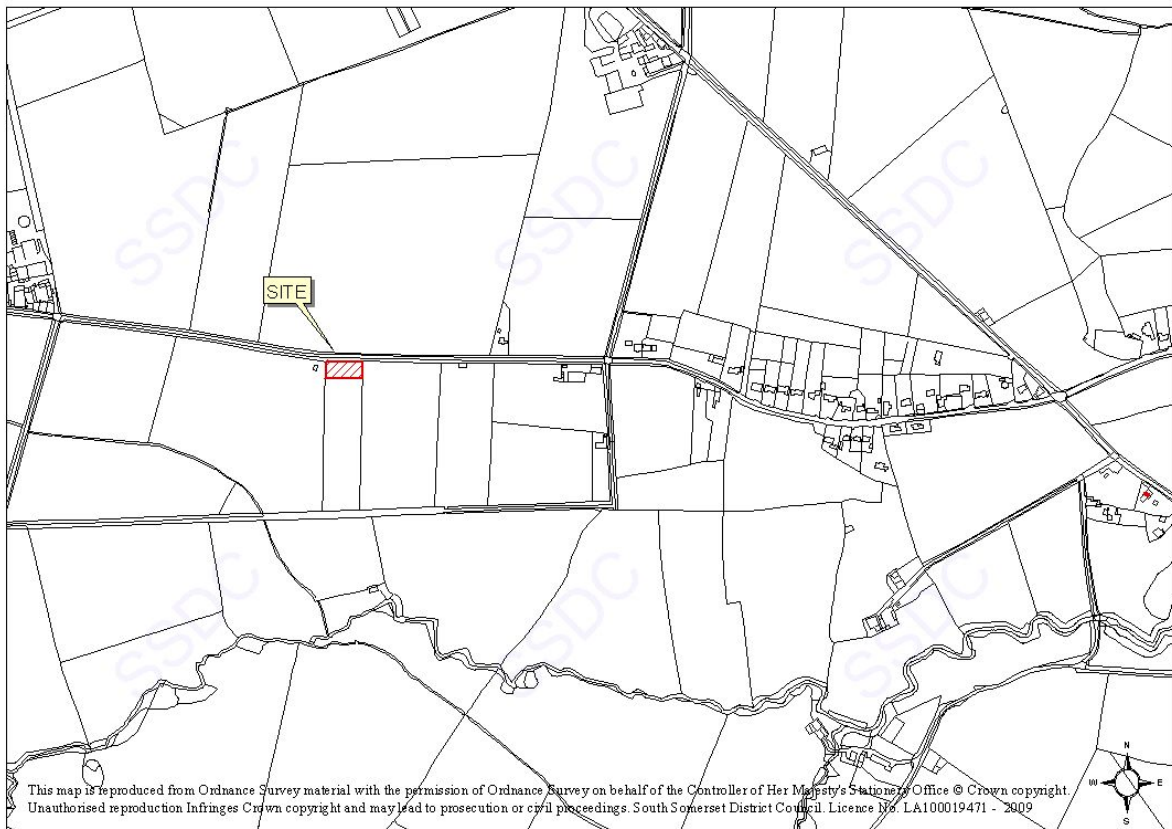 SSDC
SSDC
SSDC
SITE
SSDC
SSDC
SSDC
N
W E
S
This map is reproduced from Ordnance Survey material with the permission of Ordnance Survey on behalf of the Controller of Her Majesty's Stationery Office © Crown copyright.
Unauthorised reproduction Infringes Crown copyright and may lead to prosecution or civil proceedings. South Somerset District Council. Licence No. LA100019471 - 2009